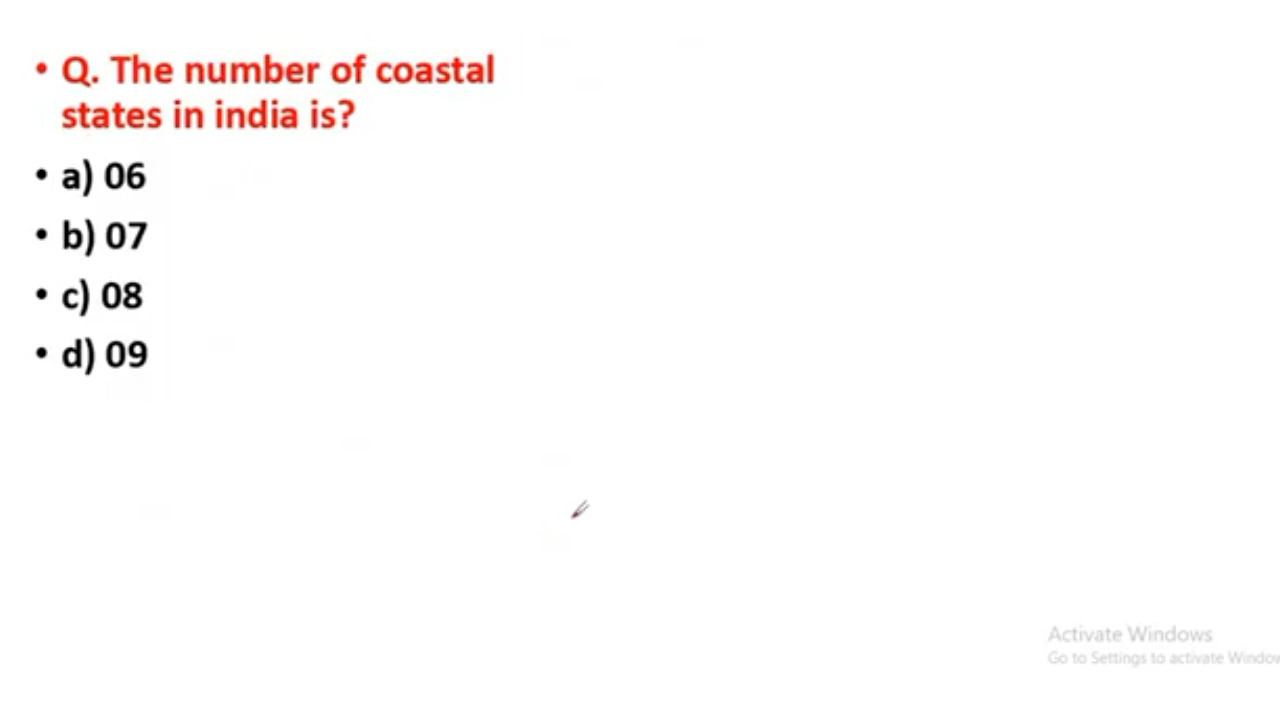 • Q. The number of coastal
states in india is?
• a) 06
• b) 07
• c) 08
• d) 09
Activate Windows
Go to Settings to activate Window